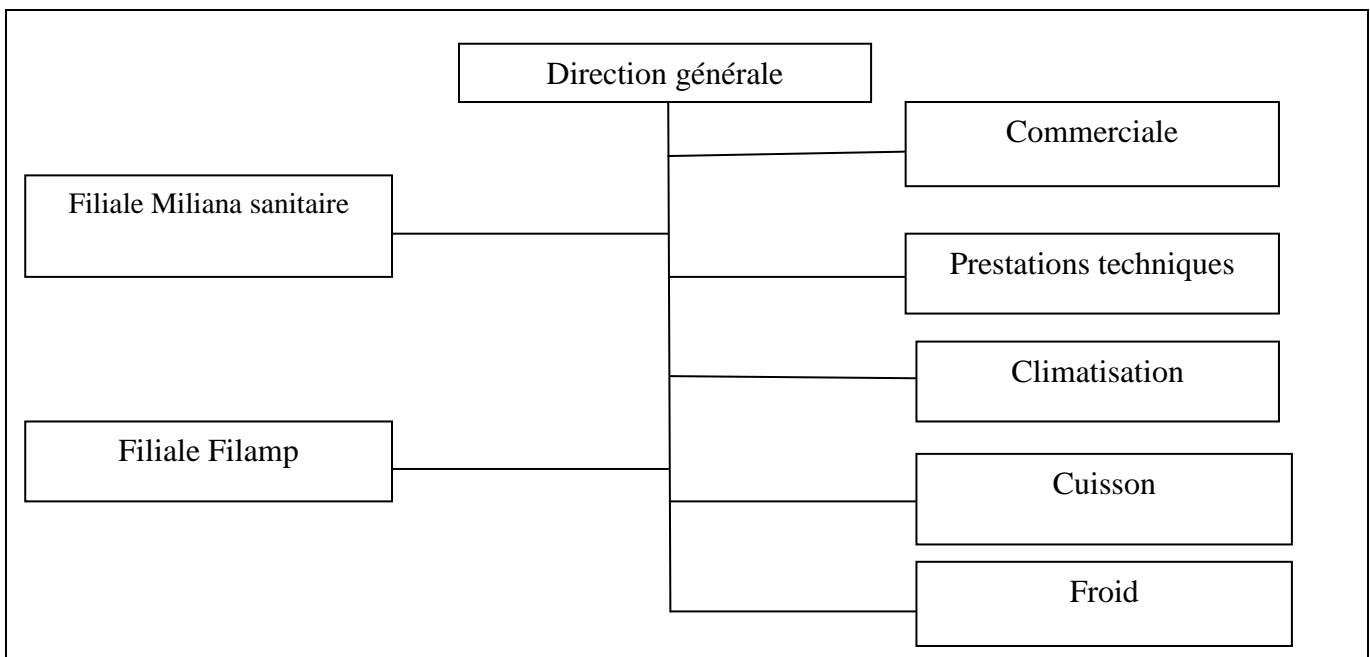 Direction générale
Commerciale
Filiale Miliana sanitaire
Prestations techniques
Climatisation
Filiale Filamp
Cuisson
Froid